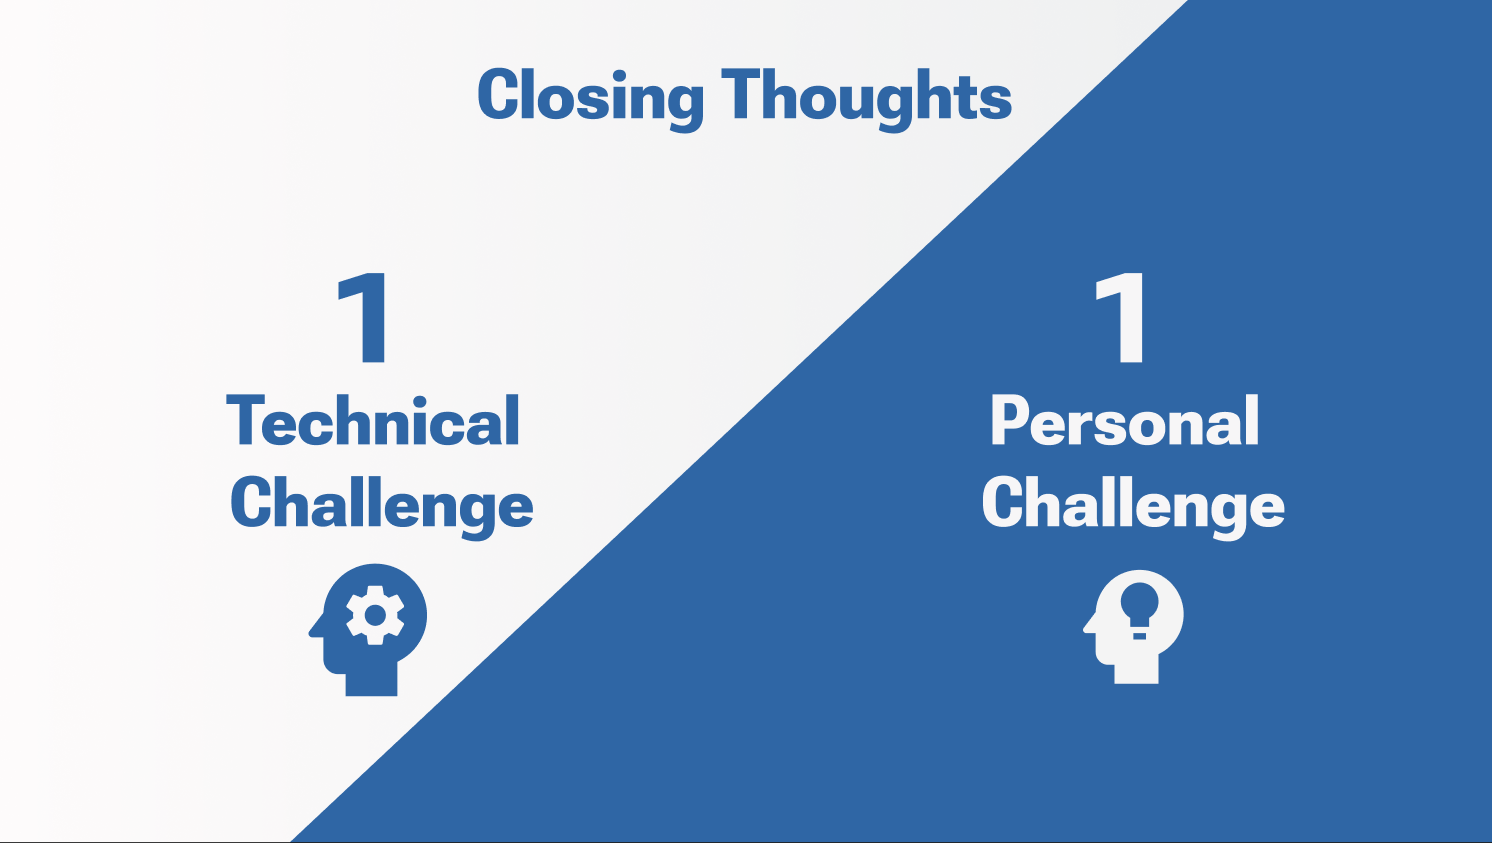 Closing Thoughts
1
Technical
Challenge
1
Personal
Challenge